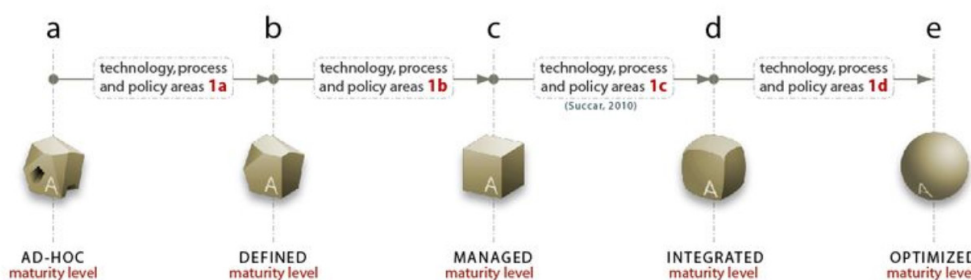 a
b
c
d
e
technology, process
and policy areas 1a
technology, process
and policy areas 1b
technology, process
and policy areas 1c
(Succar, 2010)
technology, process
and policy areas 1d
A
A
A
A
A
AD-HOC
maturity level
DEFINED
maturity level
MANAGED
maturity level
INTEGRATED
maturity level
OPTIMIZED
maturity level